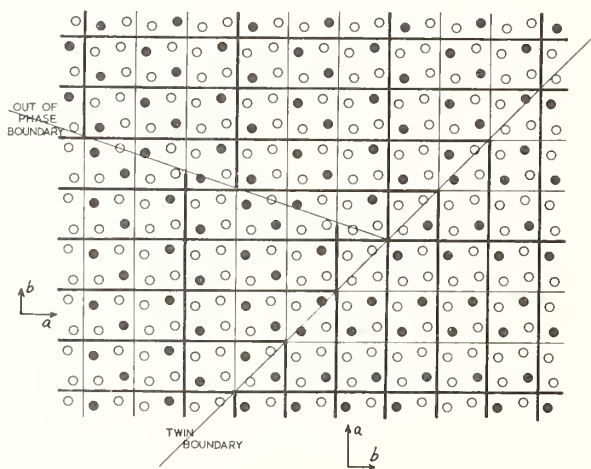 OUT OF
PHASE
BOUNDARY
b
a
TWIN
BOUNDARY
a
b